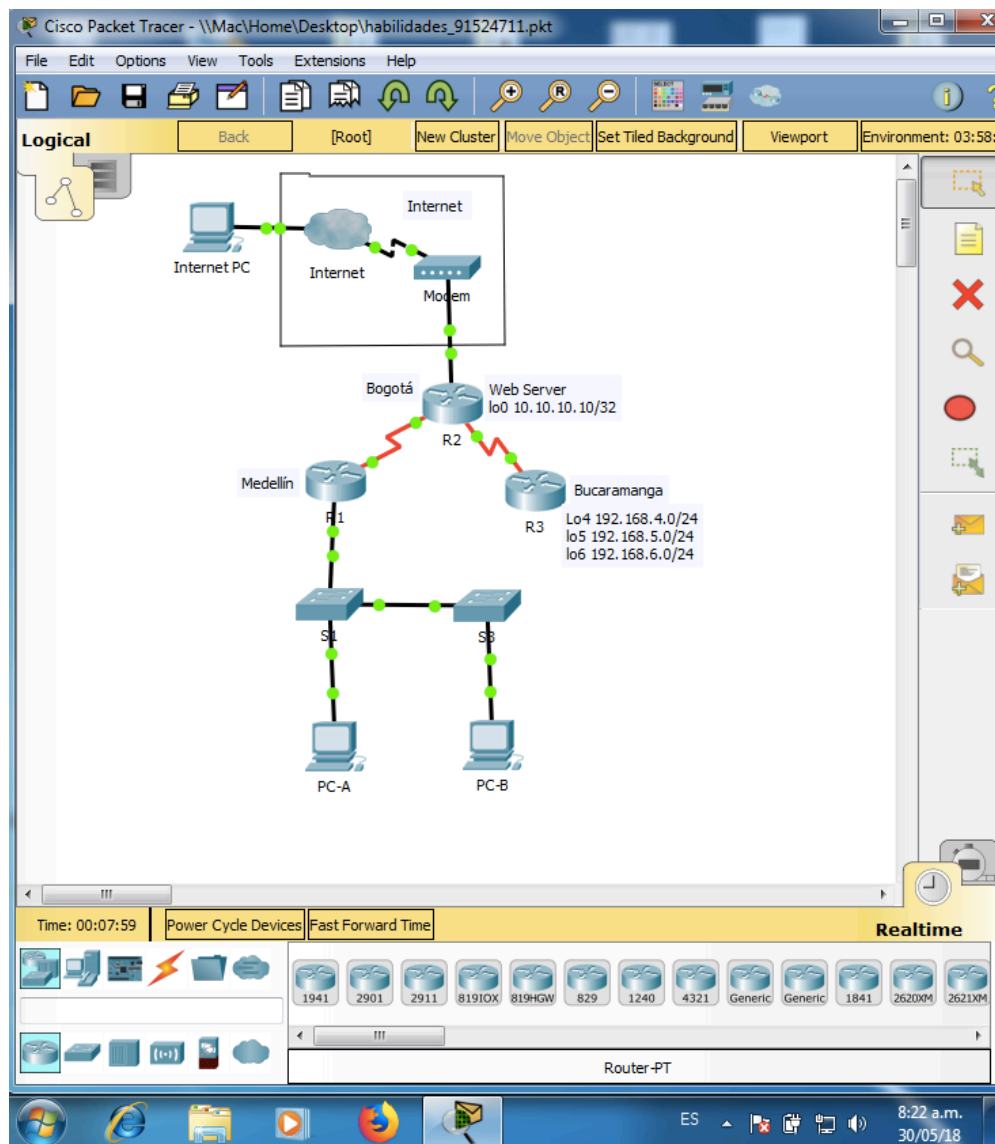 Cisco Packet Tracer - \\Mac\Home\Desktop\habilidades_91524711.pkt
File Edit Options View Tools Extensions Help
Logical Back [Root] New Cluster Move Object Set Tiled Background Viewport Environment: 03:58:
Internet
Internet PC
Internet
Modem
Bogotá
Web Server
lo0 10.10.10.10/32
R2
Medellín
R1
Bucaramanga
R3
Lo4 192.168.4.0/24
lo5 192.168.5.0/24
lo6 192.168.6.0/24
S1
S3
PC-A
PC-B
Time: 00:07:59 Power Cycle Devices Fast Forward Time
Realtime
1941 2901 2911 819IOX 819HGW 829 1240 4321 Generic Generic 1841 2620XM 2621XM
Router-PT
ES
8:22 a.m.
30/05/18